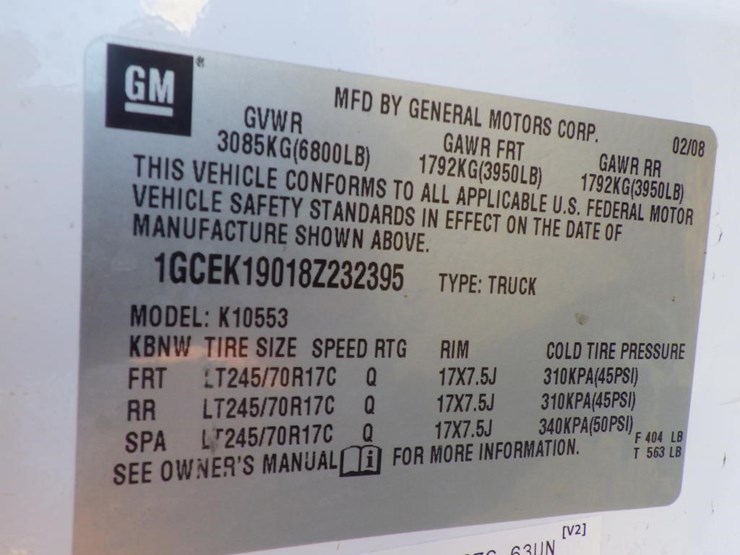 GM ®
MFD BY GENERAL MOTORS CORP. 02/08
GVWR GAWR FRT GAWR RR
3085KG(6800LB) 1792KG(3950LB) 1792KG(3950LB)
THIS VEHICLE CONFORMS TO ALL APPLICABLE U.S. FEDERAL MOTOR
VEHICLE SAFETY STANDARDS IN EFFECT ON THE DATE OF
MANUFACTURE SHOWN ABOVE.
1GCEK19018Z232395 TYPE: TRUCK
MODEL: K10553
KBNW TIRE SIZE SPEED RTG RIM COLD TIRE PRESSURE
FRT LT245/70R17C Q 17X7.5J 310KPA(45PSI)
RR LT245/70R17C Q 17X7.5J 310KPA(45PSI)
SPA LT245/70R17C Q 17X7.5J 340KPA(50PSI)
F 404 LB
T 563 LB
SEE OWNER'S MANUAL i FOR MORE INFORMATION.
[V2]
63UN